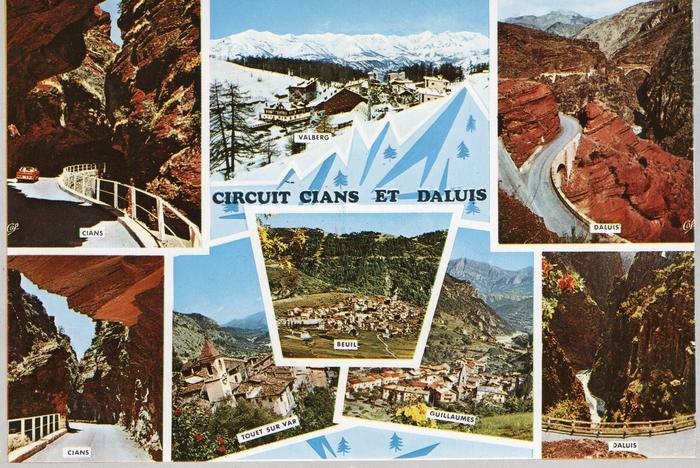 VALBERG
CIANS
DALUIS
CIRCUIT CIANS ET DALUIS
BEUIL
CIANS
TOUET SUR VAR
GUILLAUMES
DALUIS